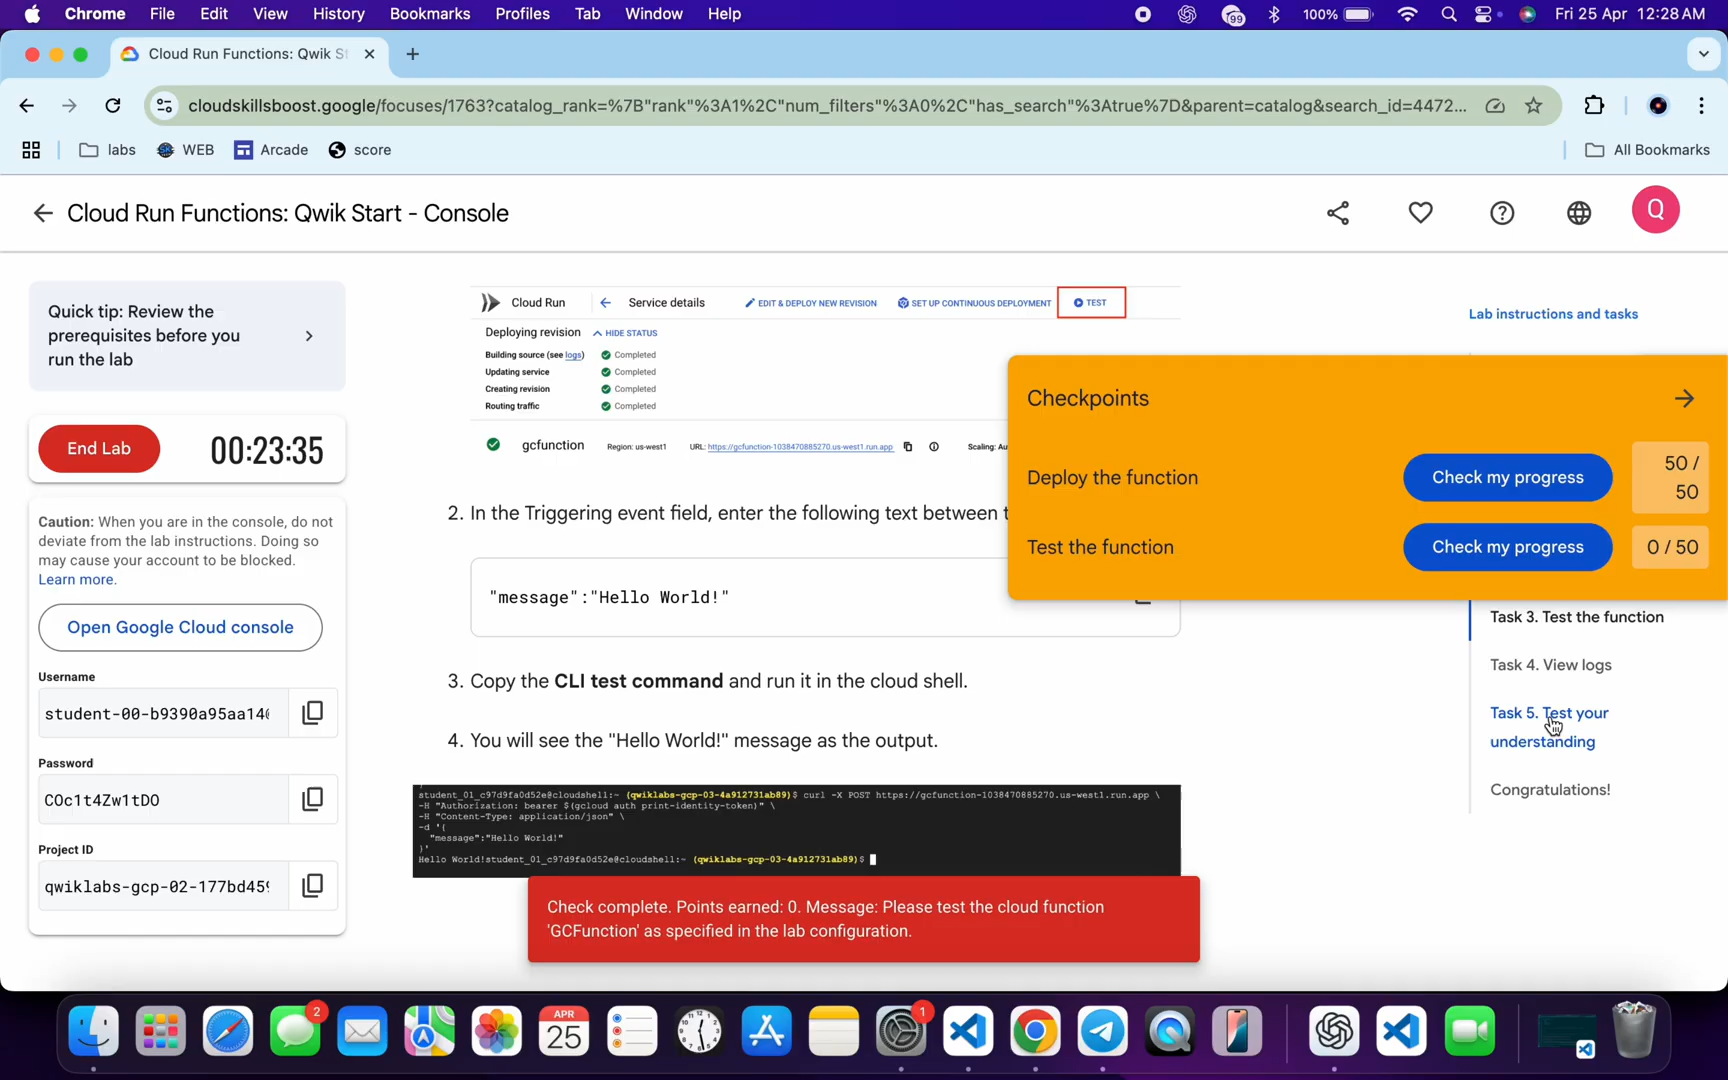 Chrome File Edit View History Bookmarks Profiles Tab Window Help 99 100% Fri 25 Apr 12:28 AM
Cloud Run Functions: Qwik St
cloudskillsboost.google/focuses/1763?catalog_rank=%7B"rank"%3A1%2C"num_filters"%3A0%2C"has_search"%3Atrue%7D&parent=catalog&search_id=4472...
labs WEB Arcade score All Bookmarks
Cloud Run Functions: Qwik Start - Console Q
Quick tip: Review the
prerequisites before you
run the lab
End Lab 00:23:35
Caution: When you are in the console, do not
deviate from the lab instructions. Doing so
may cause your account to be blocked.
Learn more.
Open Google Cloud console
Username
student-00-b9390a95aa140
Password
COc1t4Zw1tDO
Project ID
qwiklabs-gcp-02-177bd459
Cloud Run Service details EDIT & DEPLOY NEW REVISION SET UP CONTINUOUS DEPLOYMENT TEST
Deploying revision HIDE STATUS
Building source (see logs) Completed
Updating service Completed
Creating revision Completed
Routing traffic Completed
gcfunction Region: us-west1 URL: https://gcfunction-1038470885270.us-west1.run.app Scaling: Au
2. In the Triggering event field, enter the following text between t
"message":"Hello World!"
3. Copy the CLI test command and run it in the cloud shell.
4. You will see the "Hello World!" message as the output.
student_01_c97d9fa0d52e@cloudshell:~ (qwiklabs-gcp-03-4a912731ab89)$ curl -X POST https://gcfunction-1038470885270.us-west1.run.app \
-H "Authorization: bearer $(gcloud auth print-identity-token)" \
-H "Content-Type: application/json" \
-d '{
"message":"Hello World!"
}'
Hello World!student_01_c97d9fa0d52e@cloudshell:~ (qwiklabs-gcp-03-4a912731ab89)$
Check complete. Points earned: 0. Message: Please test the cloud function
'GCFunction' as specified in the lab configuration.
Lab instructions and tasks
Checkpoints
Deploy the function Check my progress 50 /
50
Test the function Check my progress 0 / 50
Task 3. Test the function
Task 4. View logs
Task 5. Test your
understanding
Congratulations!
2
APR
25
1